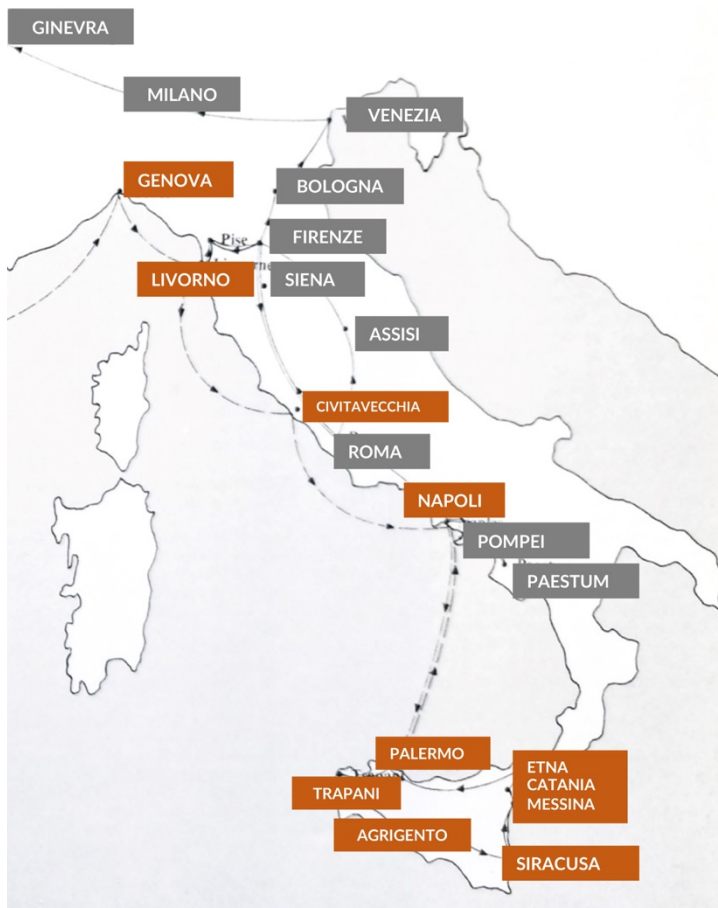 GINEVRA
MILANO
VENEZIA
GENOVA
BOLOGNA
Pise
FIRENZE
LIVORNO
SIENA
ASSISI
CIVITAVECCHIA
ROMA
NAPOLI
POMPEI
PAESTUM
PALERMO
ETNA
CATANIA
MESSINA
TRAPANI
AGRIGENTO
SIRACUSA